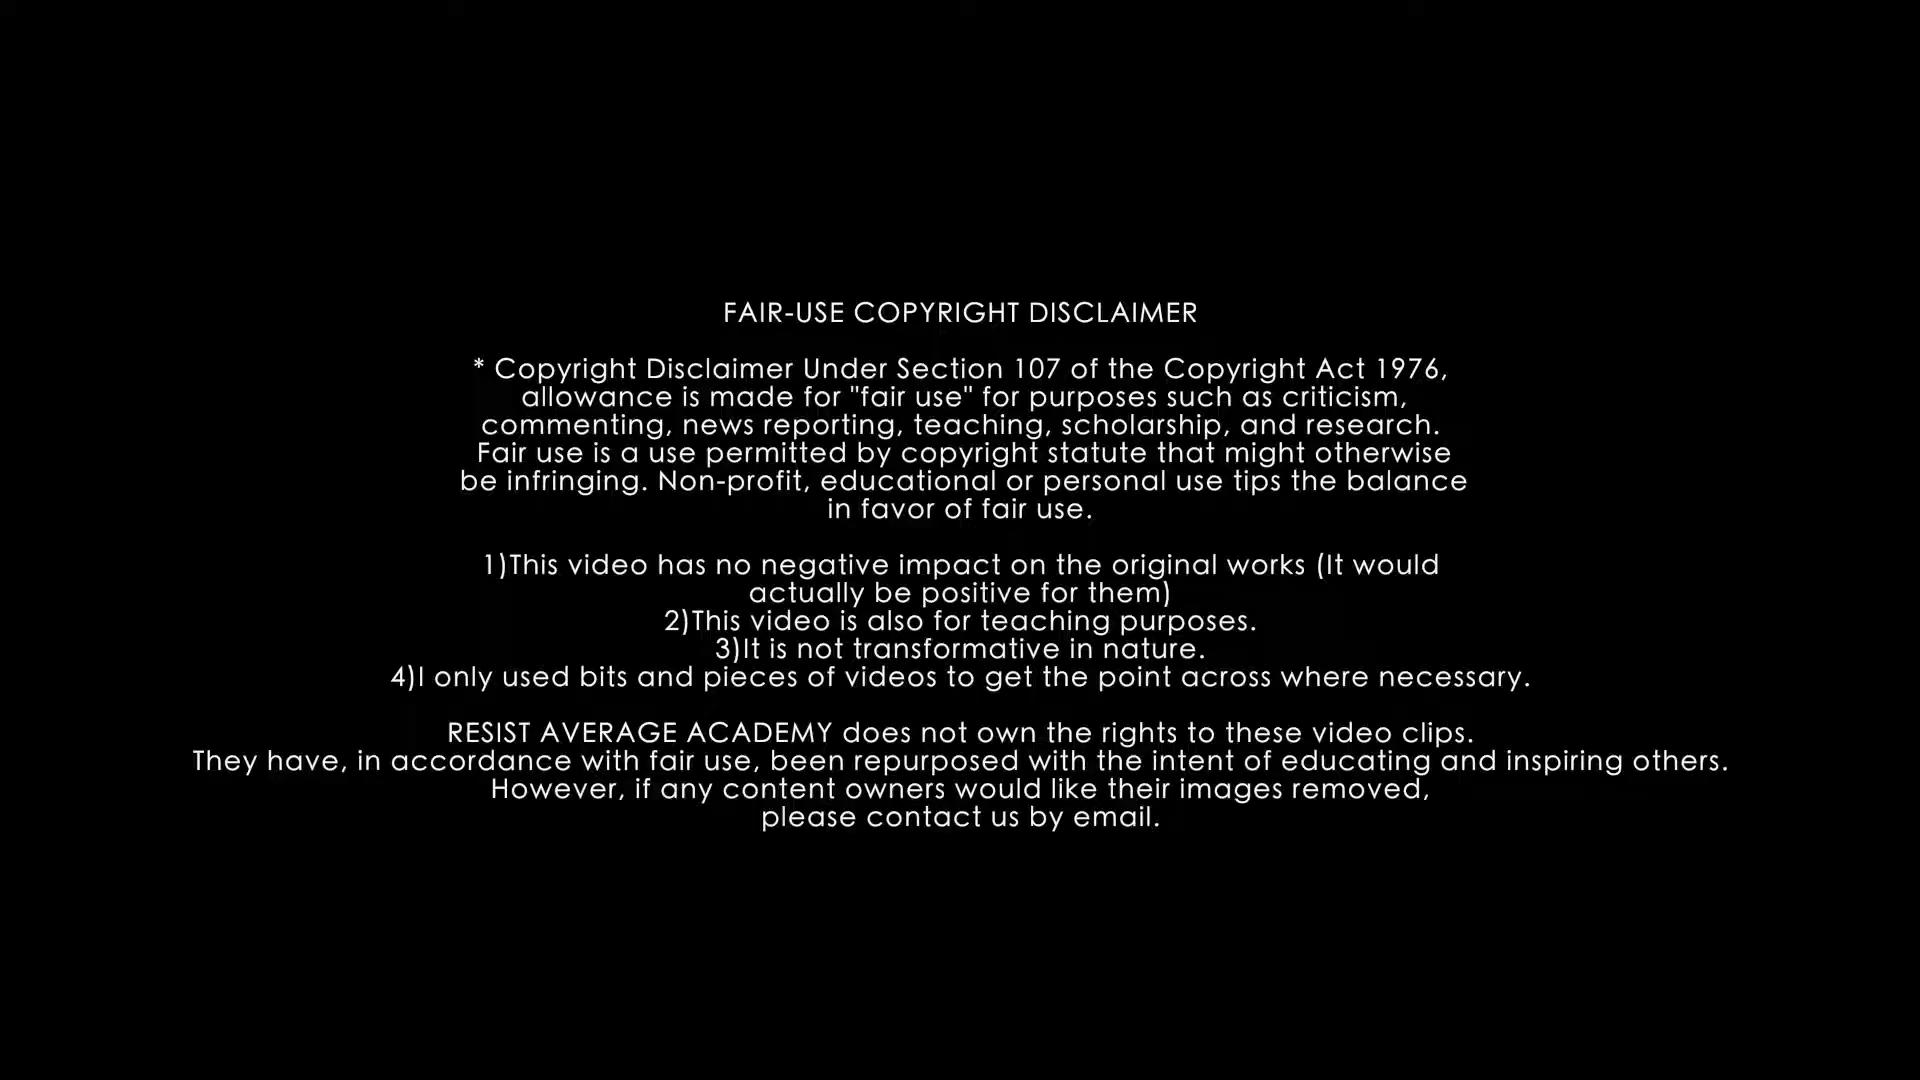 FAIR-USE COPYRIGHT DISCLAIMER
* Copyright Disclaimer Under Section 107 of the Copyright Act 1976,
allowance is made for "fair use" for purposes such as criticism,
commenting, news reporting, teaching, scholarship, and research.
Fair use is a use permitted by copyright statute that might otherwise
be infringing. Non-profit, educational or personal use tips the balance
in favor of fair use.
1)This video has no negative impact on the original works (It would
actually be positive for them)
2)This video is also for teaching purposes.
3)It is not transformative in nature.
4)I only used bits and pieces of videos to get the point across where necessary.
RESIST AVERAGE ACADEMY does not own the rights to these video clips.
They have, in accordance with fair use, been repurposed with the intent of educating and inspiring others.
However, if any content owners would like their images removed,
please contact us by email.